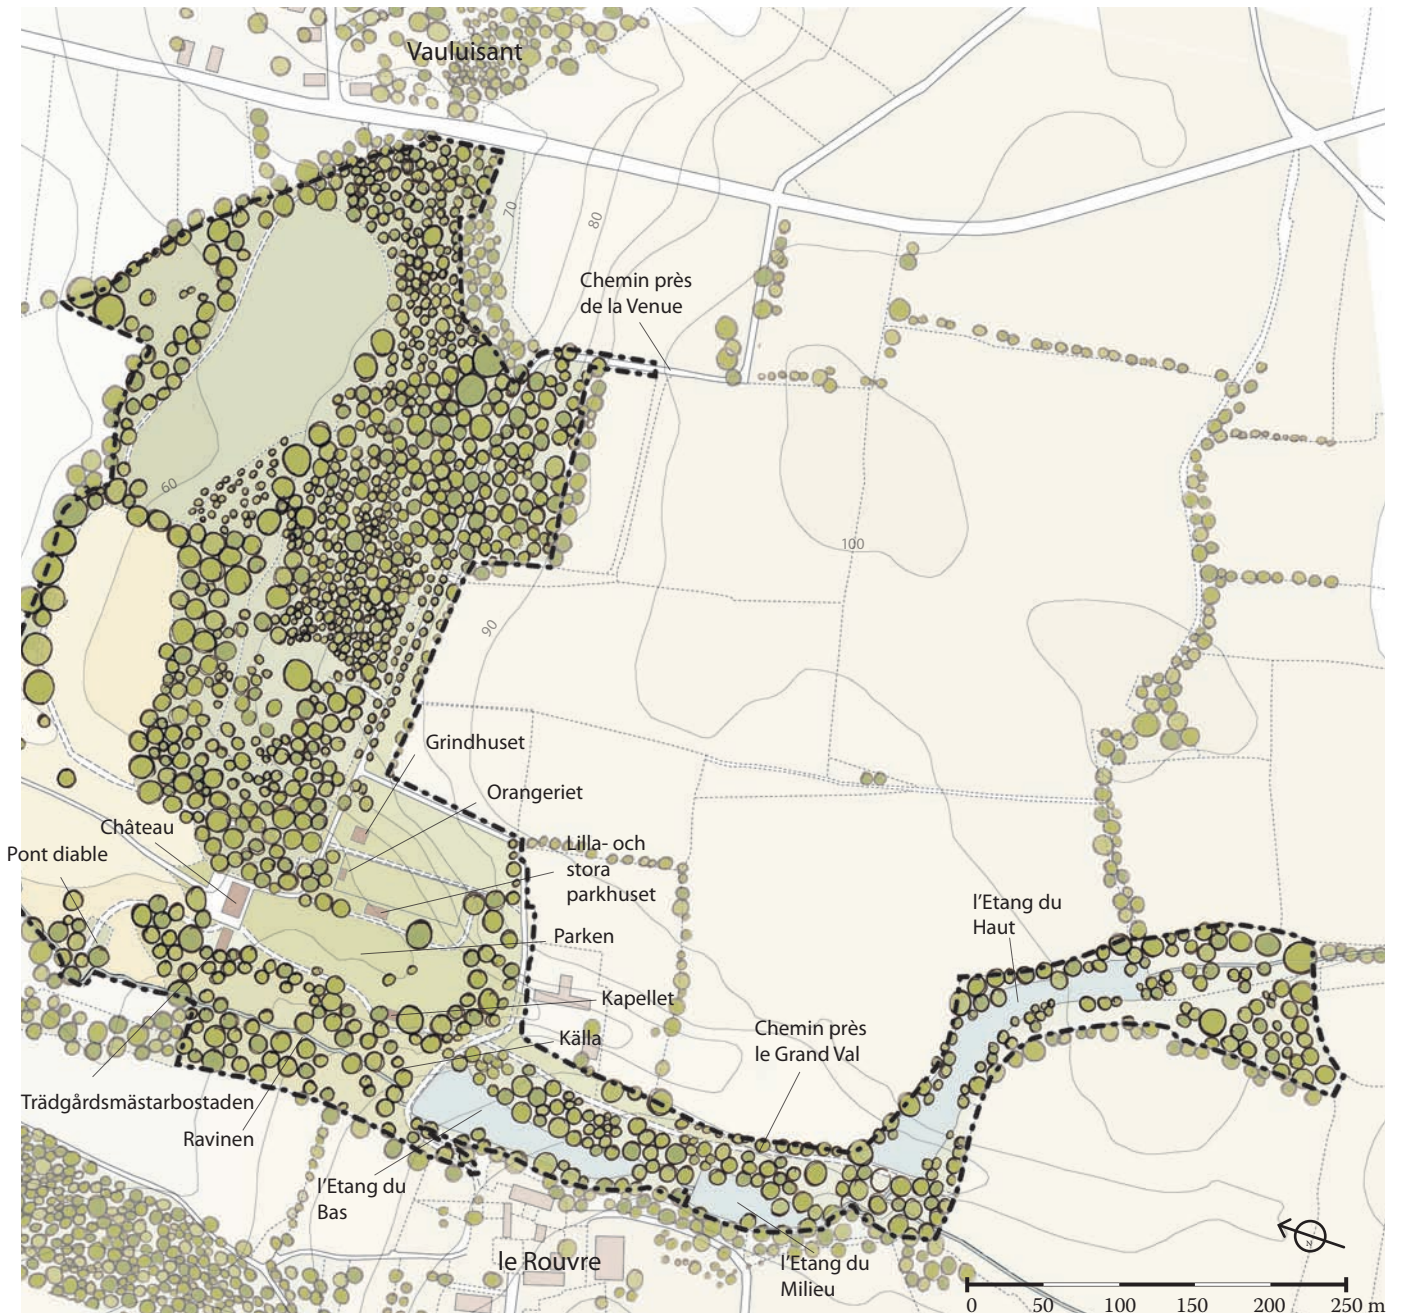 Vauluisant
70
80
Chemin près
de la Venue
60
100
90
Grindhuset
Orangeriet
Château
Lilla- och
stora
parkhuset
Pont diable
l'Etang du
Haut
Parken
Kapellet
Chemin près
le Grand Val
Källa
Trädgårdsmästarbostaden
Ravinen
l'Etang du
Bas
le Rouvre
l'Etang du
Milieu
N
0 50 100 150 200 250 m